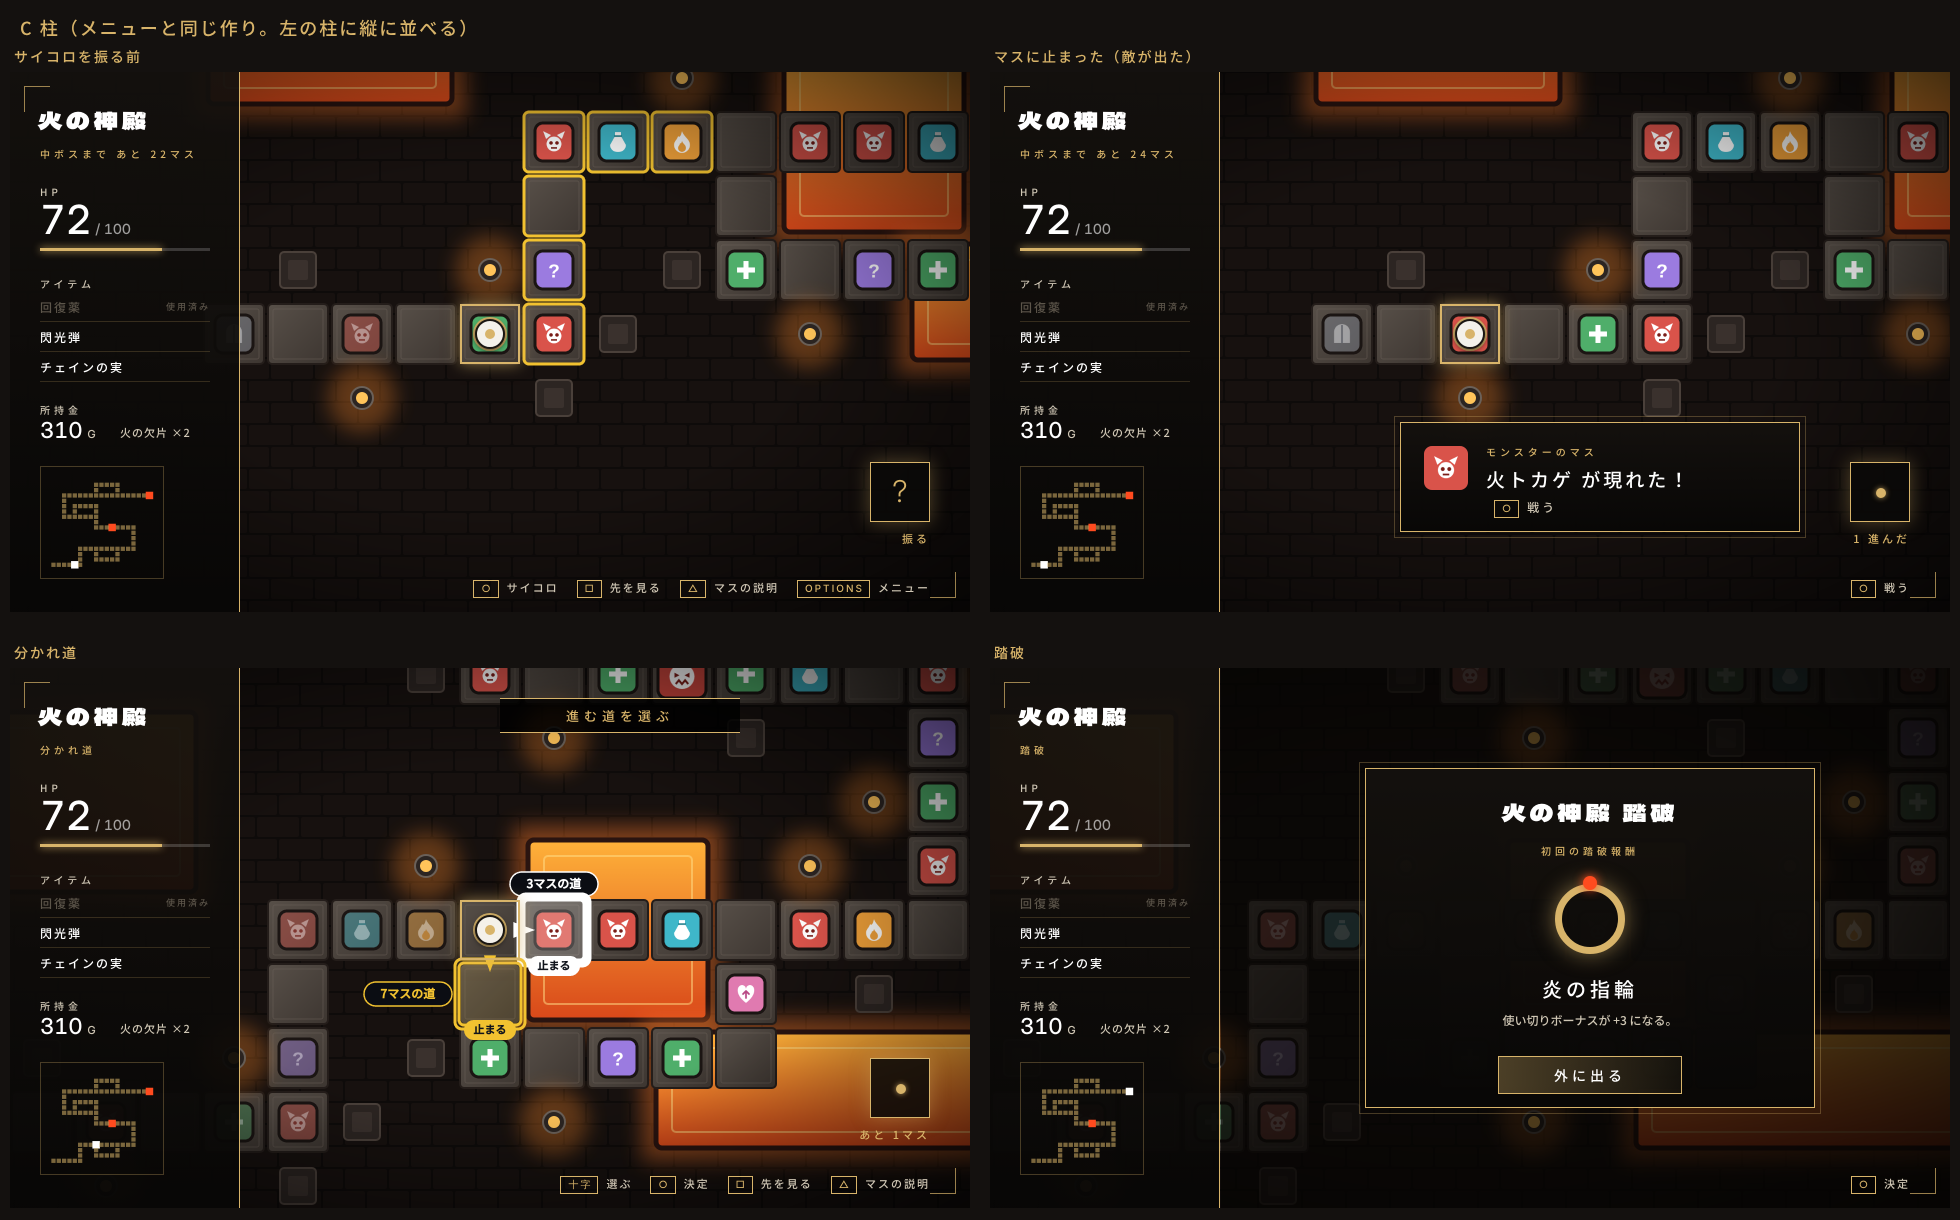 C 柱（メニューと同じ作り。左の柱に縦に並べる）
サイコロを振る前
火の神殿
中ボスまで あと 22マス
HP
72 / 100
アイテム
回復薬 使用済み
閃光弾
チェインの実
所持金
310 G 火の欠片 ×2
?
?
?
振る
サイコロ 先を見る マスの説明 OPTIONS メニュー
マスに止まった（敵が出た）
火の神殿
中ボスまで あと 24マス
HP
72 / 100
アイテム
回復薬 使用済み
閃光弾
チェインの実
所持金
310 G 火の欠片 ×2
?
モンスターのマス
火トカゲ が現れた！
戦う
1 進んだ
戦う
分かれ道
火の神殿
分かれ道
HP
72 / 100
アイテム
回復薬 使用済み
閃光弾
チェインの実
所持金
310 G 火の欠片 ×2
進む道を選ぶ
?
3マスの道
止まる
7マスの道
止まる
?
?
あと 1マス
十字 選ぶ 決定 先を見る マスの説明
踏破
火の神殿
踏破
HP
72 / 100
アイテム
回復薬 使用済み
閃光弾
チェインの実
所持金
310 G 火の欠片 ×2
?
?
火の神殿 踏破
初回の踏破報酬
炎の指輪
使い切りボーナスが +3 になる。
外に出る
決定